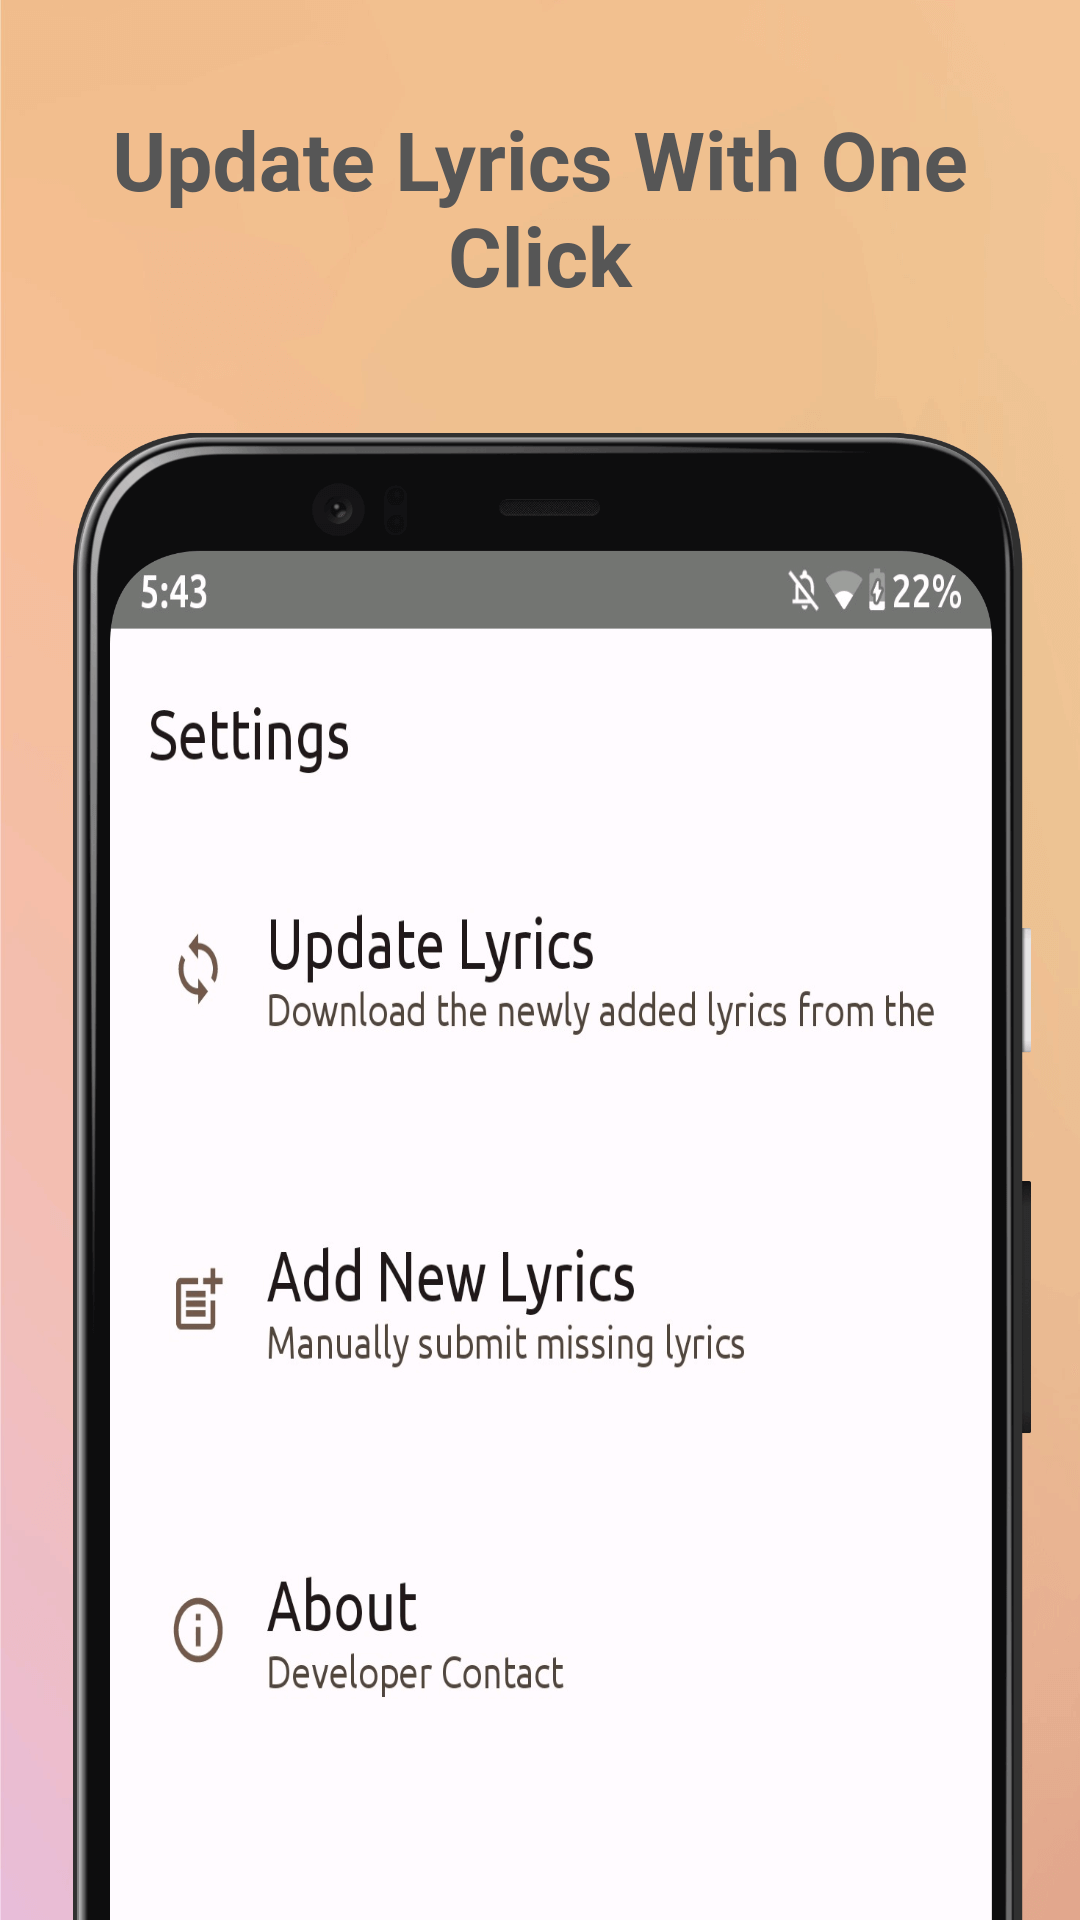 Update Lyrics With One
Click
5:43 22%
Settings
Update Lyrics
Download the newly added lyrics from the
Add New Lyrics
Manually submit missing lyrics
About
Developer Contact